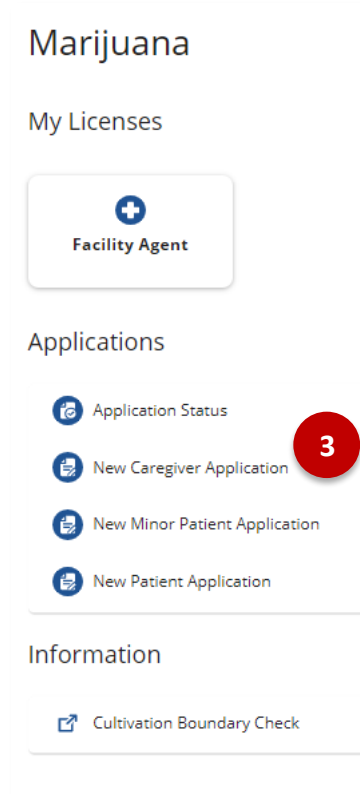 Marijuana
My Licenses
Facility Agent
Applications
Application Status
3
New Caregiver Application
New Minor Patient Application
New Patient Application
Information
Cultivation Boundary Check